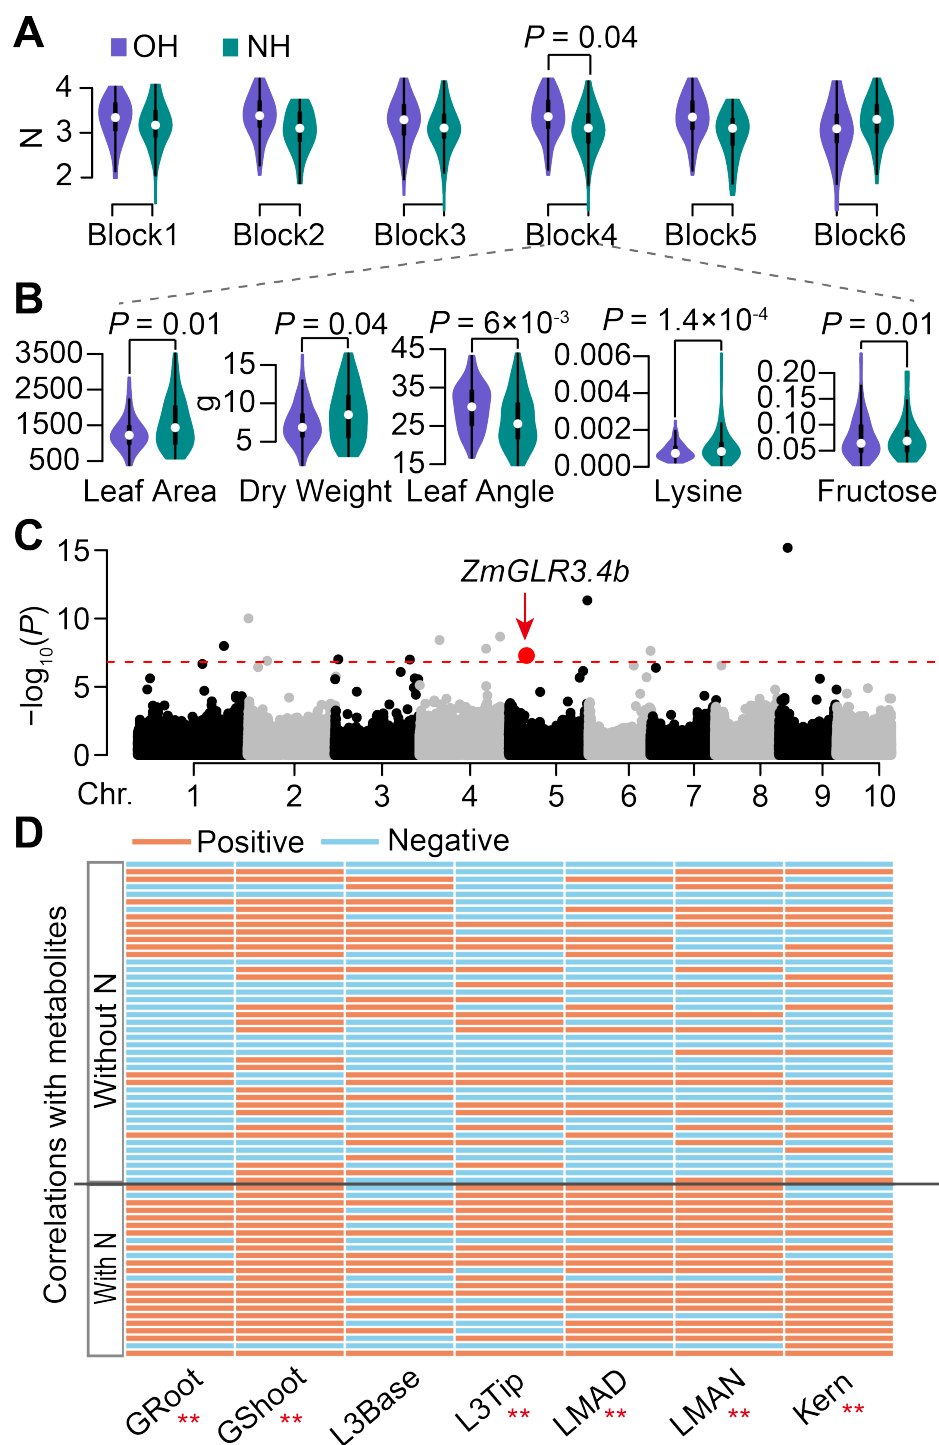 A
OH NH
P = 0.04
N
4
3
2
Block1 Block2 Block3 Block4 Block5 Block6
B
P = 0.01 P = 0.04 P = 6×10-3 P = 1.4×10-4 P = 0.01
3500
2500
1500
500
Leaf Area
g
15
10
5
Dry Weight
45
35
25
15
Leaf Angle
0.006
0.004
0.002
0.000
Lysine
0.20
0.15
0.10
0.05
Fructose
C
−log10(P)
15
10
5
0
ZmGLR3.4b
Chr. 1 2 3 4 5 6 7 8 9 10
D
Positive Negative
Correlations with metabolites
Without N
With N
GRoot ** GShoot ** L3Base L3Tip ** LMAD ** LMAN ** Kern **